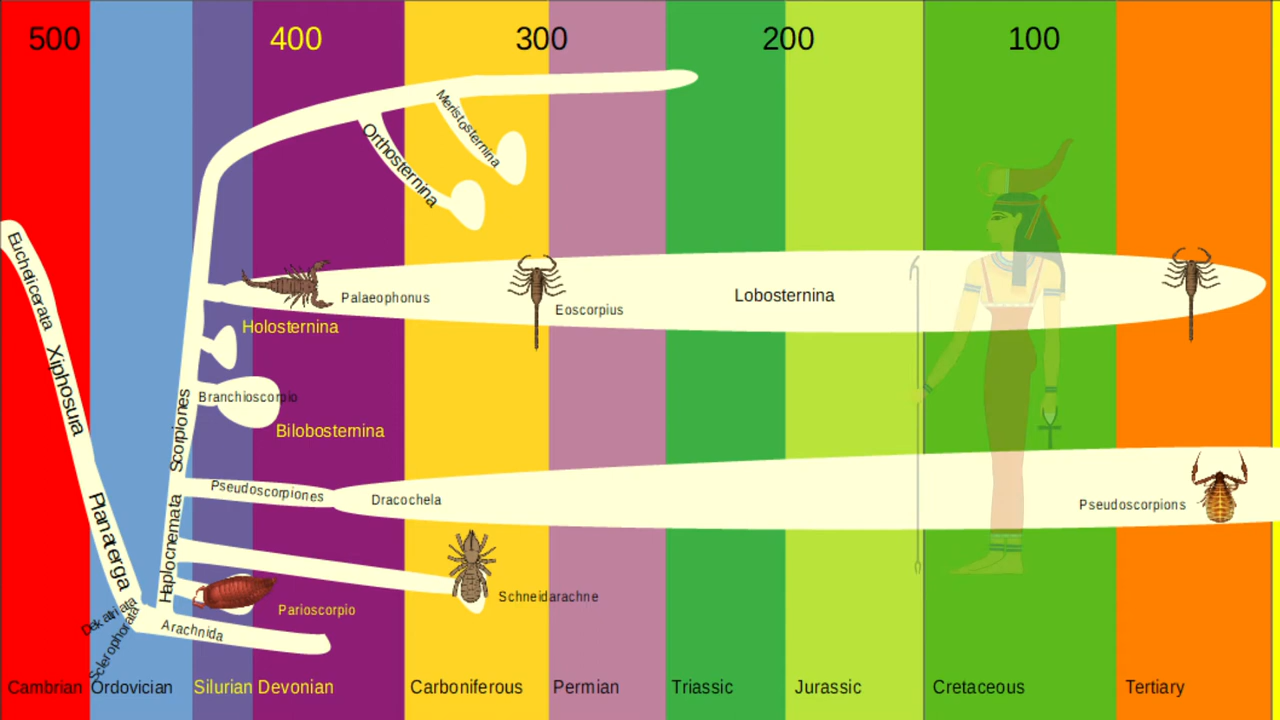 500
400
300
200
100
Meristosternina
Orthosternina
Euchelicerata
Xiphosura
Planaterga
Dekatriata
Sclerophorata
Palaeophonus
Eoscorpius
Lobosternina
Holosternina
Branchioscorpio
Bilobosternina
Scorpiones
Pseudoscorpiones
Dracochela
Pseudoscorpions
Haplocnemata
Schneidarachne
Parioscorpio
Arachnida
Cambrian
Ordovician
Silurian
Devonian
Carboniferous
Permian
Triassic
Jurassic
Cretaceous
Tertiary